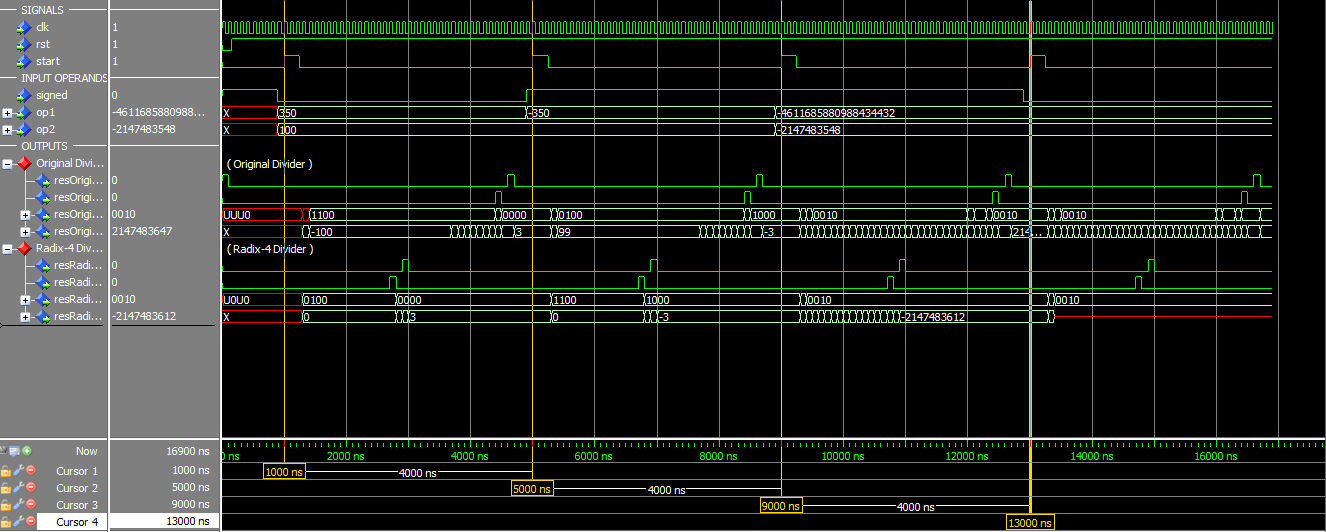 SIGNALS
clk 1
rst 1
start 1
INPUT OPERANDS
signed 0
op1 -4611685880988... X 350 -350 -4611685880988434432
op2 -2147483548 X 100 -2147483548
OUTPUTS
Original Divi... ( Original Divider )
resOrigi... 0
resOrigi... 0
resOrigi... 0010 UUU0 1100 0000 0100 1000 0010 0010 0010
resOrigi... 2147483647 X -100 3 99 -3 214...
Radix-4 Div... ( Radix-4 Divider )
resRadi... 0
resRadi... 0
resRadi... 0010 U0U0 0100 0000 1100 1000 0010 0010
resRadi... -2147483612 X 0 3 0 -3 -2147483612
Now 16900 ns ns 2000 ns 4000 ns 6000 ns 8000 ns 10000 ns 12000 ns 14000 ns 16000 ns
Cursor 1 1000 ns 1000 ns 4000 ns
Cursor 2 5000 ns 5000 ns 4000 ns
Cursor 3 9000 ns 9000 ns 4000 ns
Cursor 4 13000 ns 13000 ns